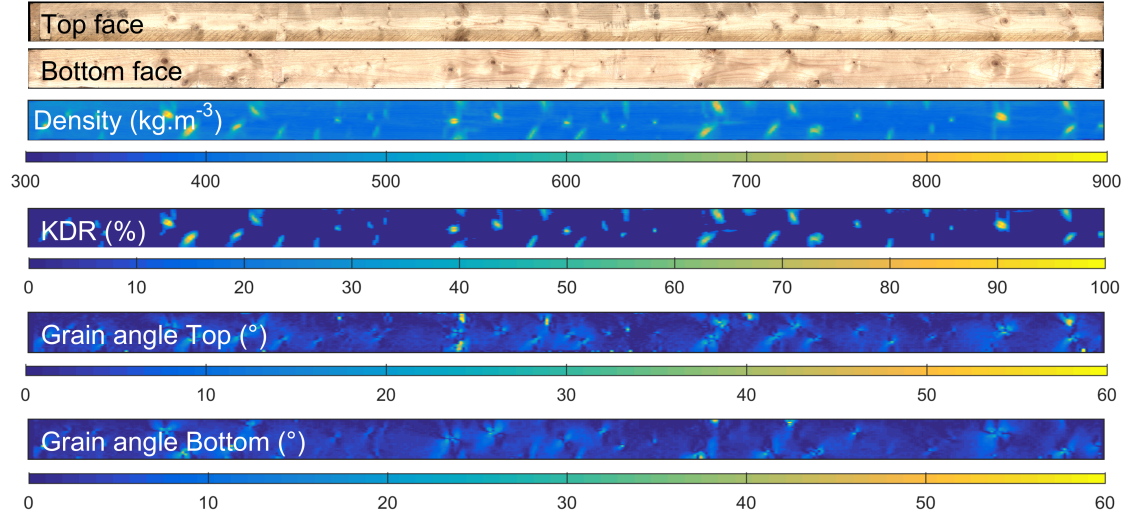 Top face
Bottom face
Density (kg.m⁻³)
300 400 500 600 700 800 900
KDR (%)
0 10 20 30 40 50 60 70 80 90 100
Grain angle Top (°)
0 10 20 30 40 50 60
Grain angle Bottom (°)
0 10 20 30 40 50 60